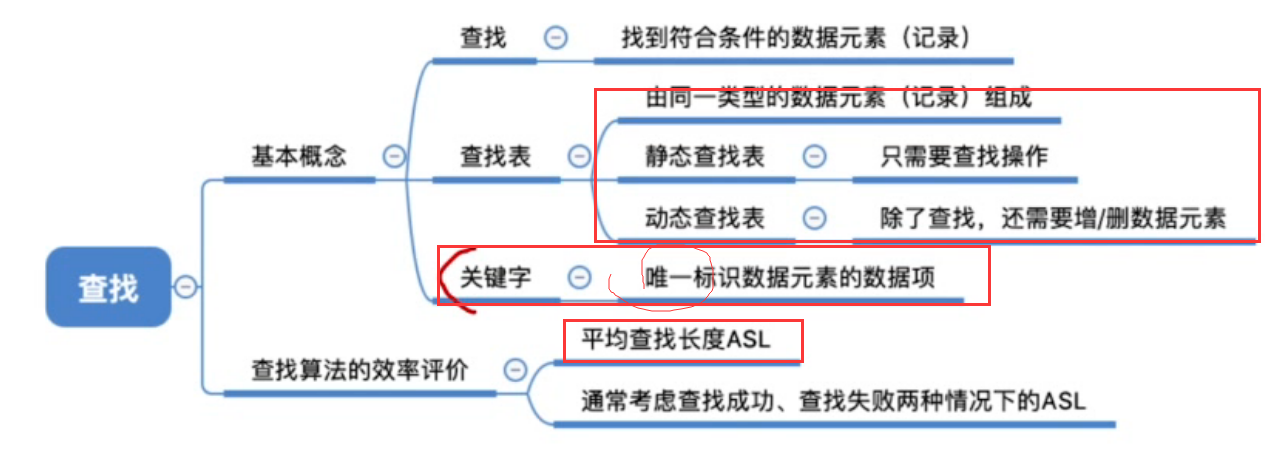 查找
找到符合条件的数据元素（记录）
由同一类型的数据元素（记录）组成
基本概念
查找表
静态查找表
只需要查找操作
动态查找表
除了查找，还需要增/删数据元素
查找
关键字
唯一标识数据元素的数据项
平均查找长度ASL
查找算法的效率评价
通常考虑查找成功、查找失败两种情况下的ASL